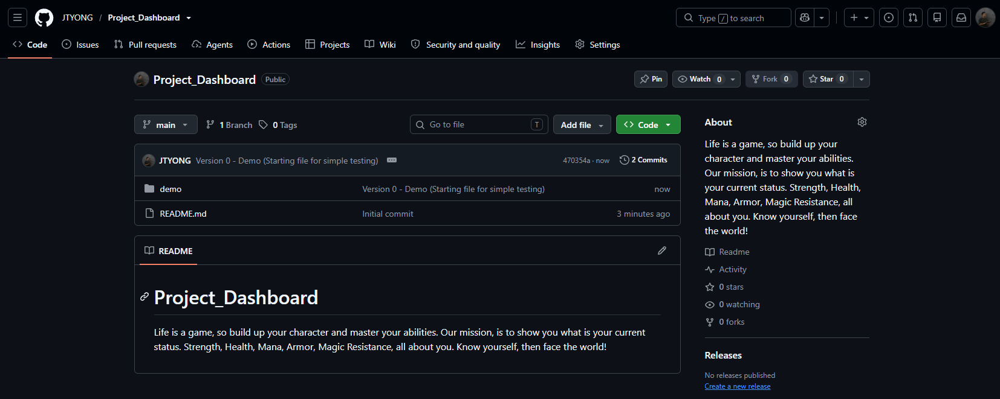 JTYONG / Project_Dashboard
Type / to search
Code Issues Pull requests Agents Actions Projects Wiki Security and quality Insights Settings
Project_Dashboard Public
Pin Watch 0 Fork 0 Star 0
main 1 Branch 0 Tags Go to file T Add file Code
JTYONG Version 0 - Demo (Starting file for simple testing) 470354a · now 2 Commits
demo Version 0 - Demo (Starting file for simple testing) now
README.md Initial commit 3 minutes ago
README
Project_Dashboard
Life is a game, so build up your character and master your abilities. Our mission, is to show you what is your current
status. Strength, Health, Mana, Armor, Magic Resistance, all about you. Know yourself, then face the world!
About
Life is a game, so build up your
character and master your abilities.
Our mission, is to show you what is
your current status. Strength, Health,
Mana, Armor, Magic Resistance, all
about you. Know yourself, then face
the world!
Readme
Activity
0 stars
0 watching
0 forks
Releases
No releases published
Create a new release